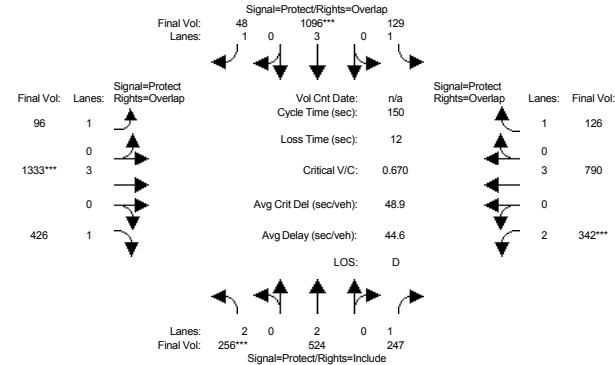 Signal=Protect/Rights=Overlap
Final Vol: 48 1096*** 129
Lanes: 1 0 3 0 1
Signal=Protect Signal=Protect
Final Vol: Lanes: Rights=Overlap Vol Cnt Date: n/a Rights=Overlap Lanes: Final Vol:
Cycle Time (sec): 150
96 1 1 126
Loss Time (sec): 12
0 0
1333*** 3 Critical V/C: 0.670 3 790
0 Avg Crit Del (sec/veh): 48.9 0
426 1 Avg Delay (sec/veh): 44.6 2 342***
LOS: D
Lanes: 2 0 2 0 1
Final Vol: 256*** 524 247
Signal=Protect/Rights=Include